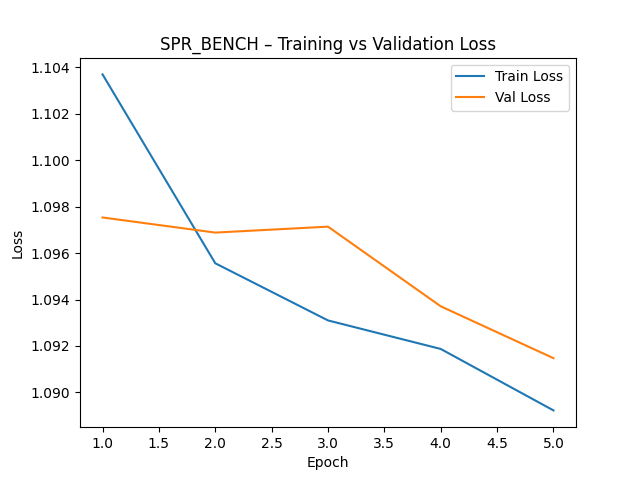 SPR_BENCH – Training vs Validation Loss
Train Loss
Val Loss
Loss
1.104
1.102
1.100
1.098
1.096
1.094
1.092
1.090
1.0 1.5 2.0 2.5 3.0 3.5 4.0 4.5 5.0
Epoch